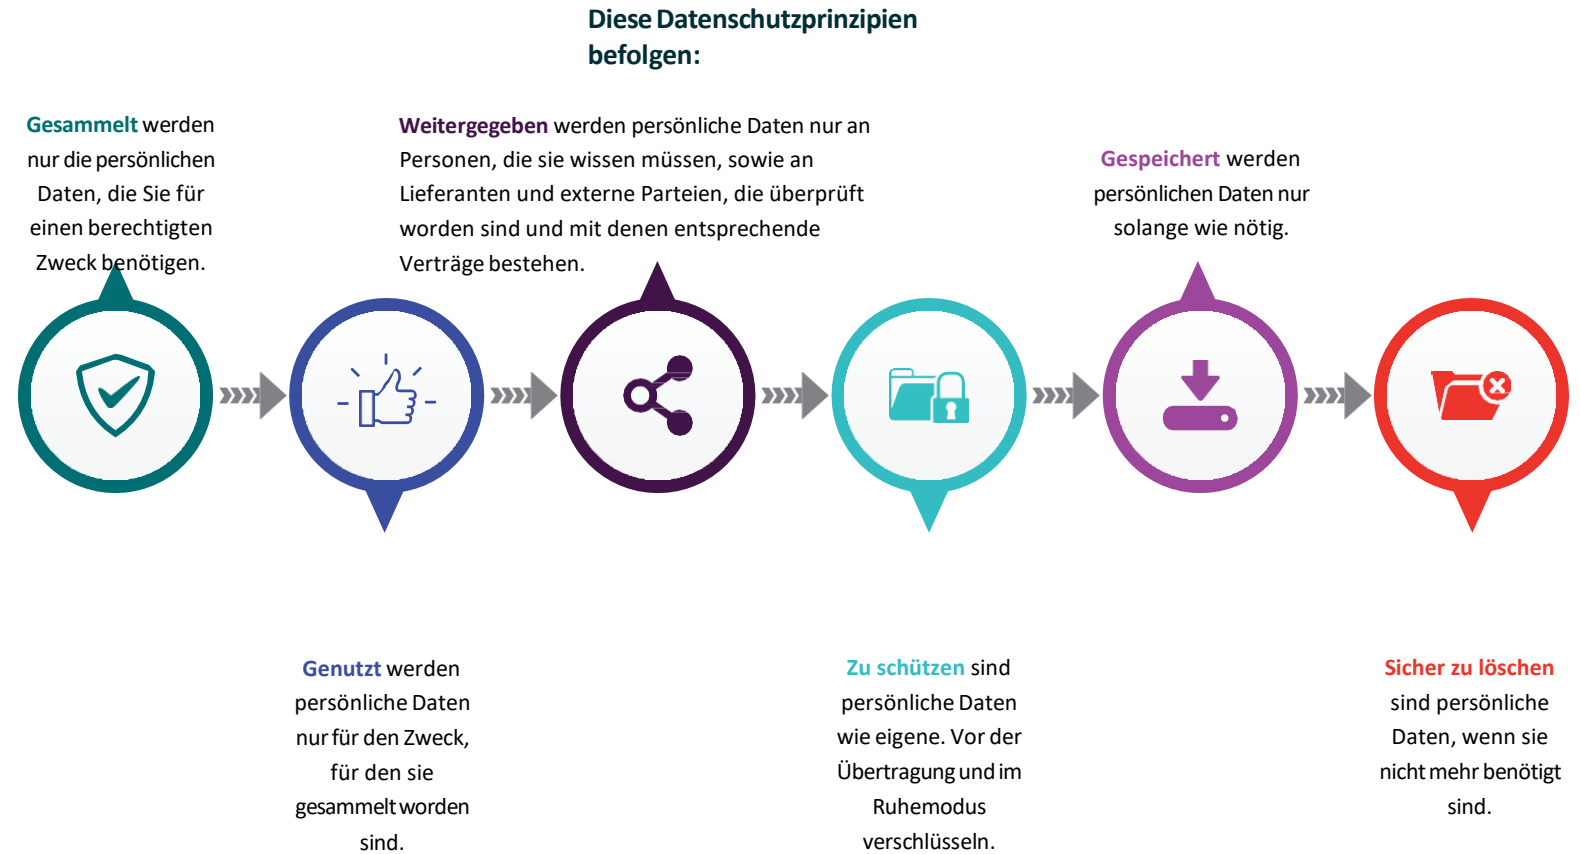 Diese Datenschutzprinzipien
befolgen:
Gesammelt werden
nur die persönlichen
Daten, die Sie für
einen berechtigten
Zweck benötigen.
Weitergegeben werden persönliche Daten nur an
Personen, die sie wissen müssen, sowie an
Lieferanten und externe Parteien, die überprüft
worden sind und mit denen entsprechende
Verträge bestehen.
Gespeichert werden
persönlichen Daten nur
solange wie nötig.
Genutzt werden
persönliche Daten
nur für den Zweck,
für den sie
gesammelt worden
sind.
Zu schützen sind
persönliche Daten
wie eigene. Vor der
Übertragung und im
Ruhemodus
verschlüsseln.
Sicher zu löschen
sind persönliche
Daten, wenn sie
nicht mehr benötigt
sind.